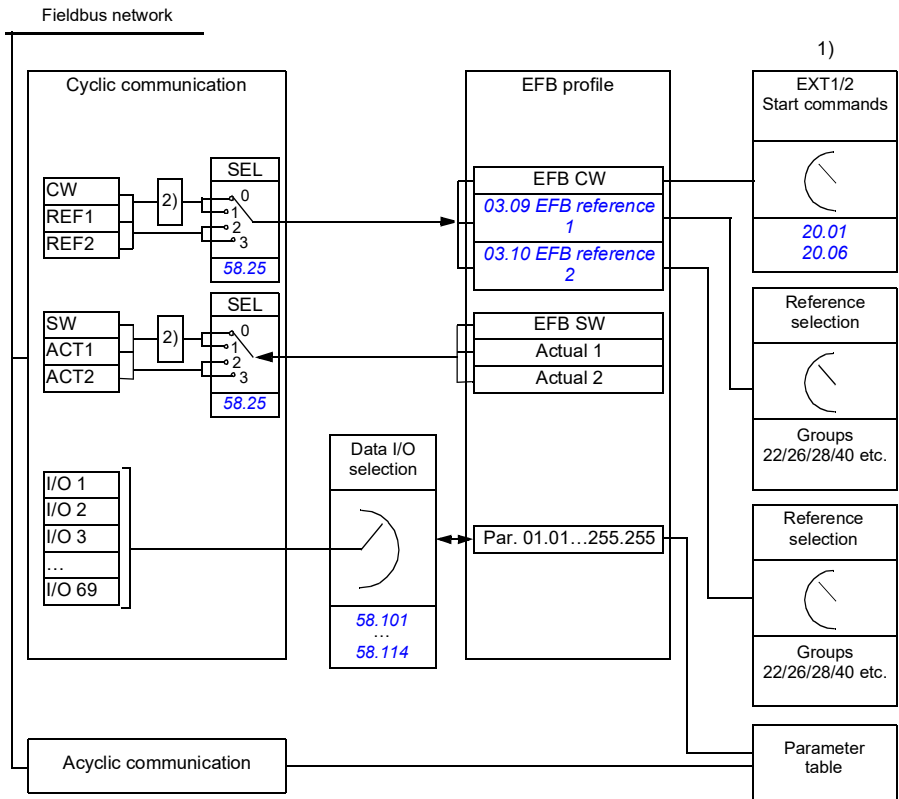 Fieldbus network
1)
Cyclic communication
EFB profile
EXT1/2
Start commands
SEL
CW
REF1
REF2
2)
0
1
2
3
58.25
EFB CW
03.09 EFB reference
1
03.10 EFB reference
2
20.01
20.06
SEL
SW
ACT1
ACT2
2)
0
1
2
3
58.25
EFB SW
Actual 1
Actual 2
Reference
selection
Groups
22/26/28/40 etc.
Data I/O
selection
I/O 1
I/O 2
I/O 3
...
I/O 69
58.101
...
58.114
Par. 01.01...255.255
Reference
selection
Groups
22/26/28/40 etc.
Acyclic communication
Parameter
table